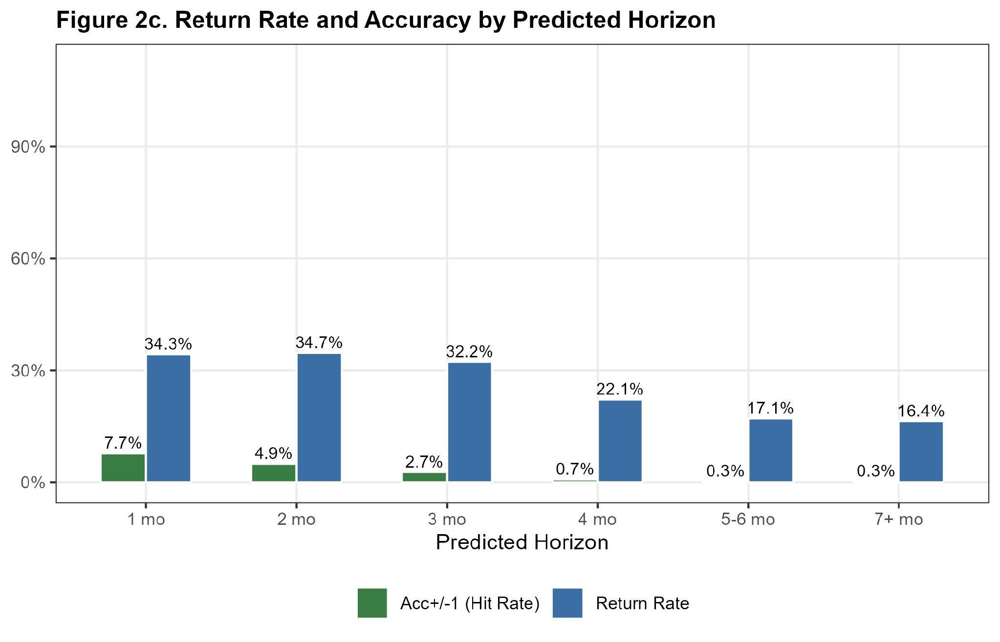 Figure 2c. Return Rate and Accuracy by Predicted Horizon
90%
60%
30%
0%
34.3%
34.7%
32.2%
22.1%
17.1%
16.4%
7.7%
4.9%
2.7%
0.7%
0.3%
0.3%
1 mo
2 mo
3 mo
4 mo
5-6 mo
7+ mo
Predicted Horizon
Acc+/-1 (Hit Rate)
Return Rate